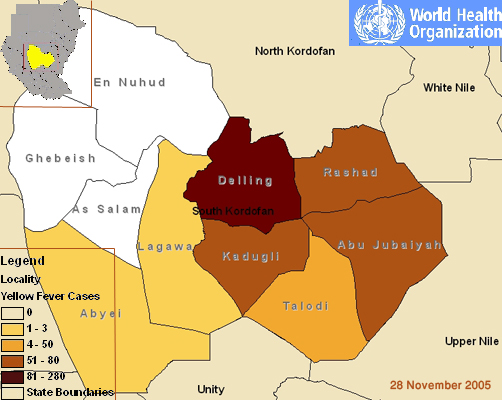 World Health
Organization
North Kordofan
En Nuhud
White Nile
Ghebeish
Delling
Rashad
As Salam
South Kordofan
Lagawa
Kadugli
Abu Jubaiyah
Legend
Locality
Yellow Fever Cases
0
1 - 3
4 - 50
51 - 80
81 - 280
State Boundaries
Abyei
Talodi
Upper Nile
Unity
28 November 2005